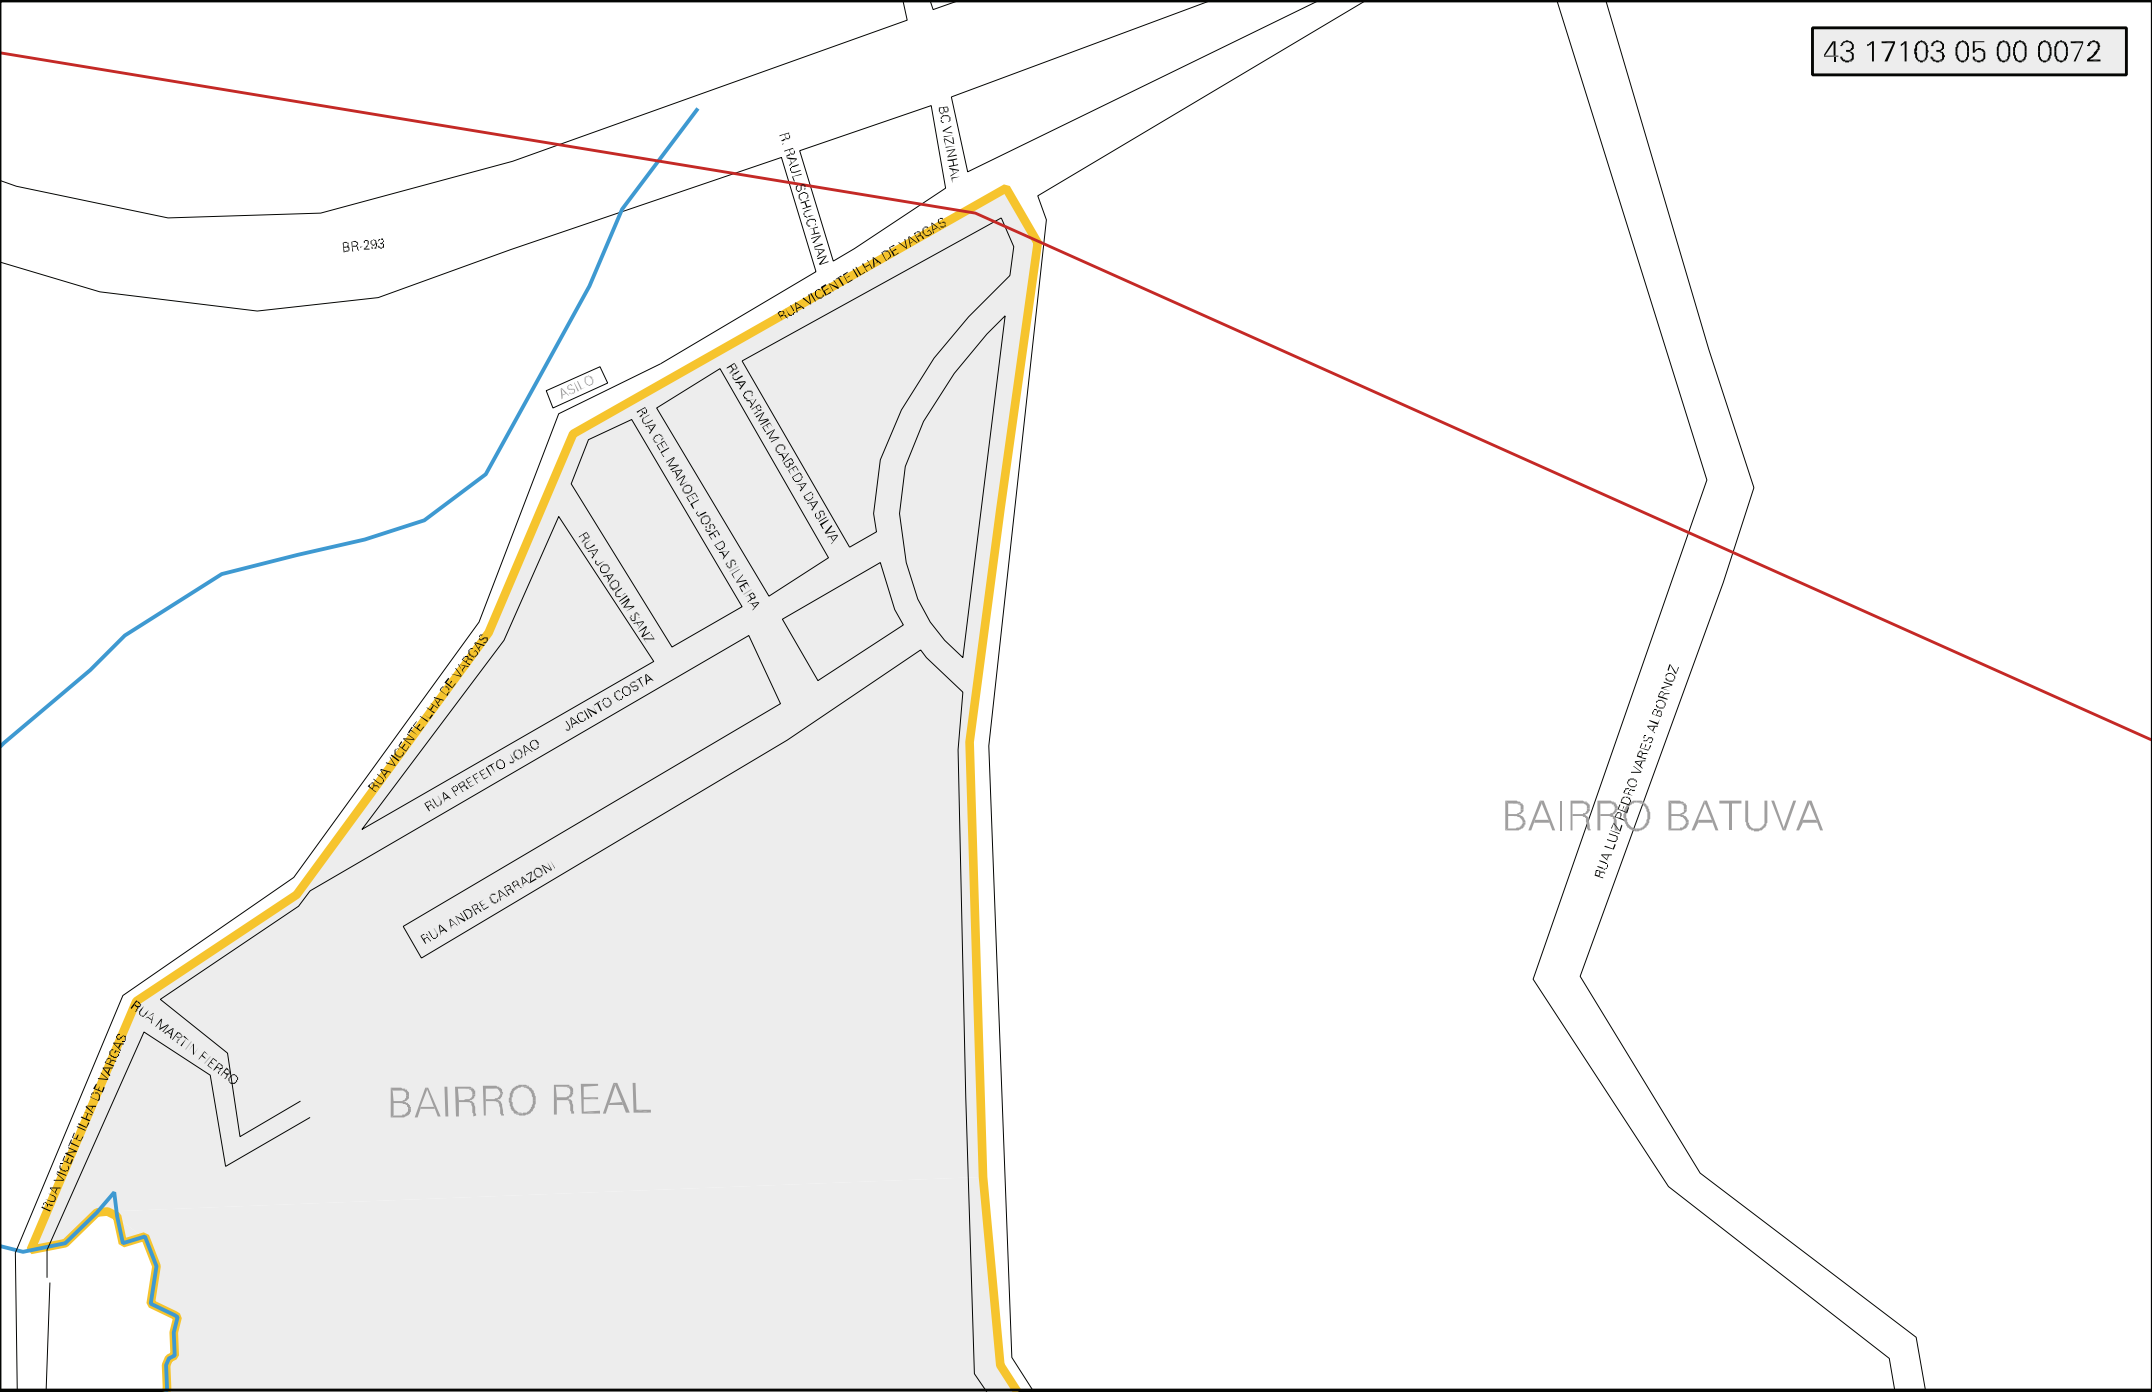 43 17103 05 00 0072
BC VIZINHAL
R. RAUL SCHUCHMAN
BR-293
RUA VICENTE ILHA DE VARGAS
ASILO
RUA CARMEM CABEDA DA SILVA
RUA CEL MANOEL JOSE DA SILVEIRA
RUA JOAQUIM SANZ
RUA VICENTE ILHA DE VARGAS
RUA PREFEITO JOAO JACINTO COSTA
RUA LUIZ PEDRO VARES ALBORNOZ
BAIRRO BATUVA
RUA ANDRE CARRAZONI
RUA MARTIN FIERRO
RUA VICENTE ILHA DE VARGAS
BAIRRO REAL